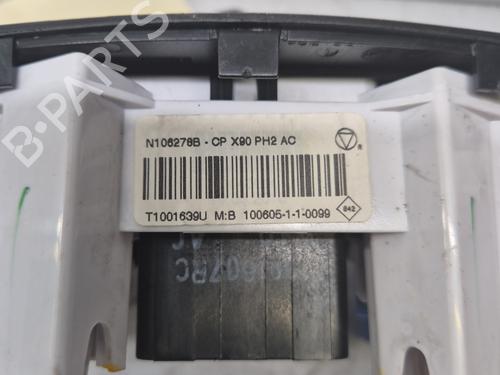 N106278B - CP X90 PH2 AC
®
T1001639U M:B 100605-1-1-0099
842
B-PARTS